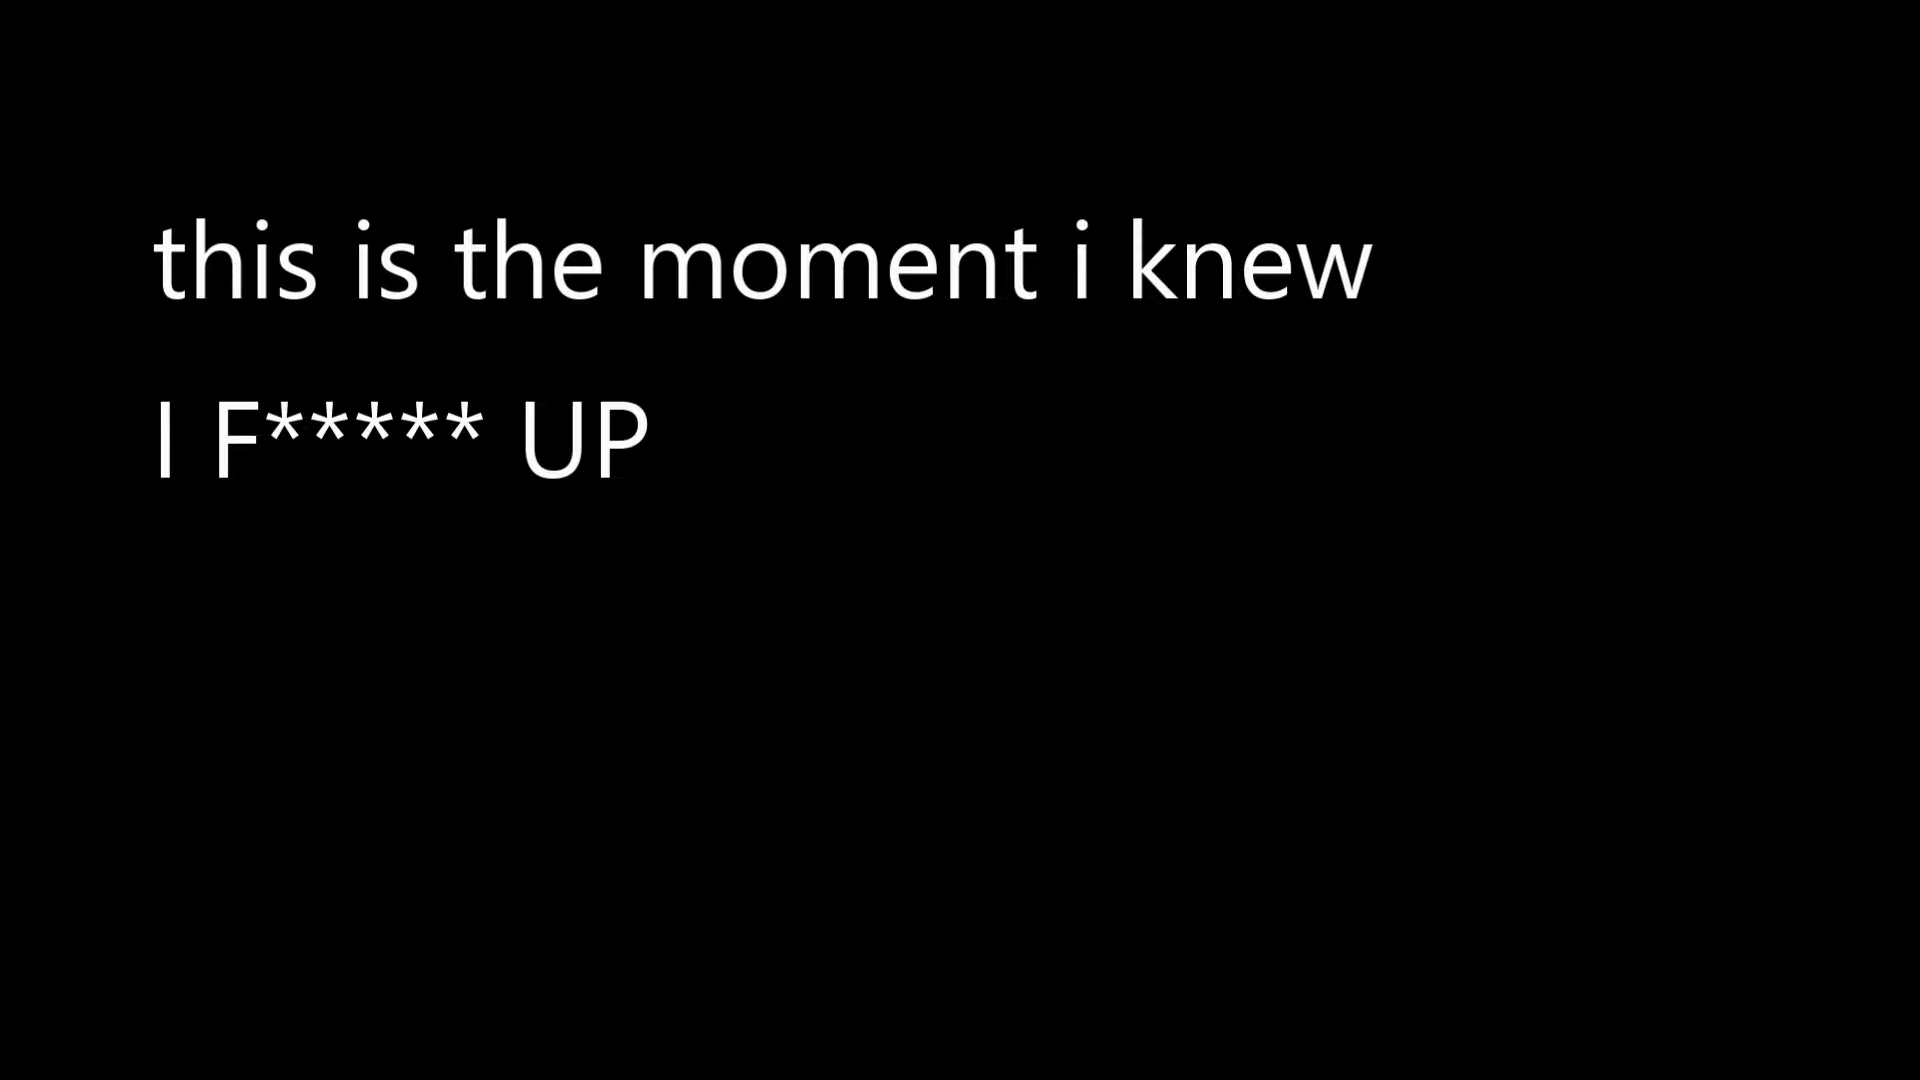 this is the moment i knew
I F***** UP